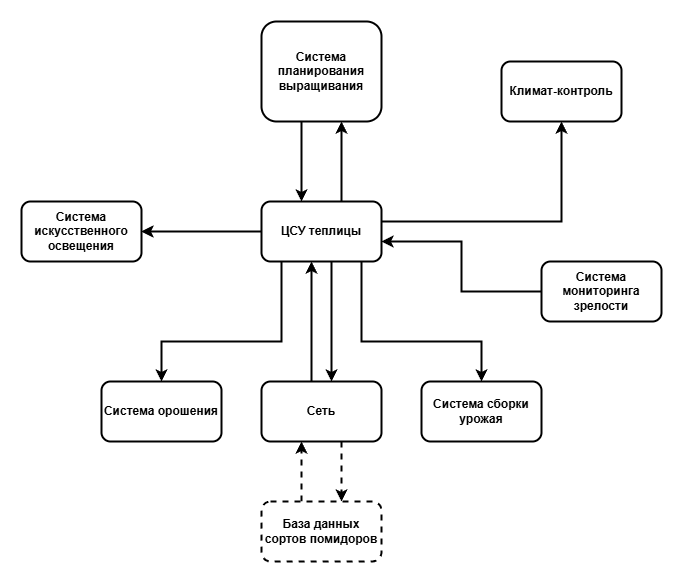 Система
планирования
выращивания
Климат-контроль
Система
искусственного
освещения
ЦСУ теплицы
Система
мониторинга
зрелости
Система орошения
Сеть
Система сборки
урожая
База данных
сортов помидоров